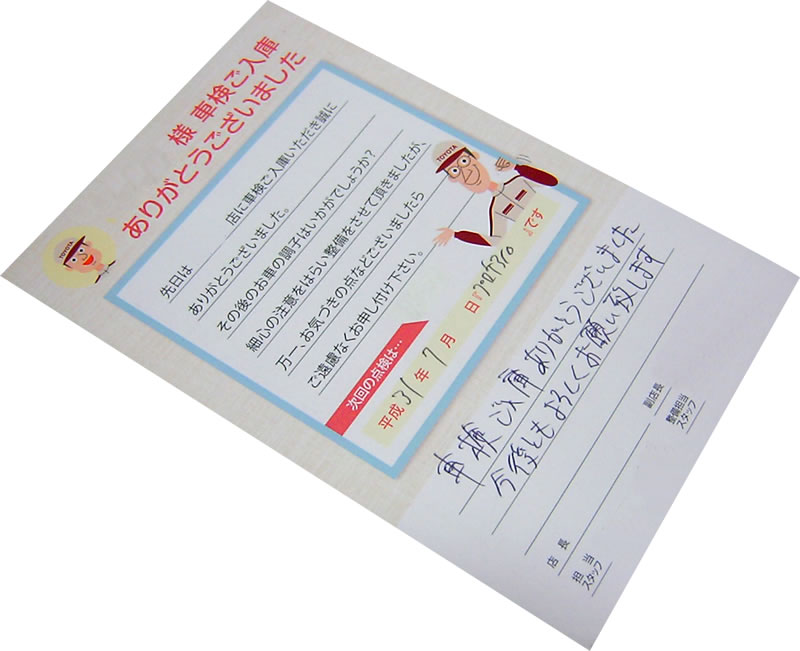 様 車検ご入庫
ありがとうございました
TOYOTA
先日は 店に車検ご入庫いただき誠に
ありがとうございました。
その後のお車の調子はいかがでしょうか?
細心の注意をはらい整備をさせて頂きましたが、
万一、お気づきの点などございましたら
ご遠慮なくお申し付け下さい。
TOYOTA
次回の点検は…
平成 31 年 7 月 日 です
車検ご入庫ありがとうございました
今後ともよろしくお願い致します
副店長
整備担当
スタッフ
店 長
担 当
スタッフ